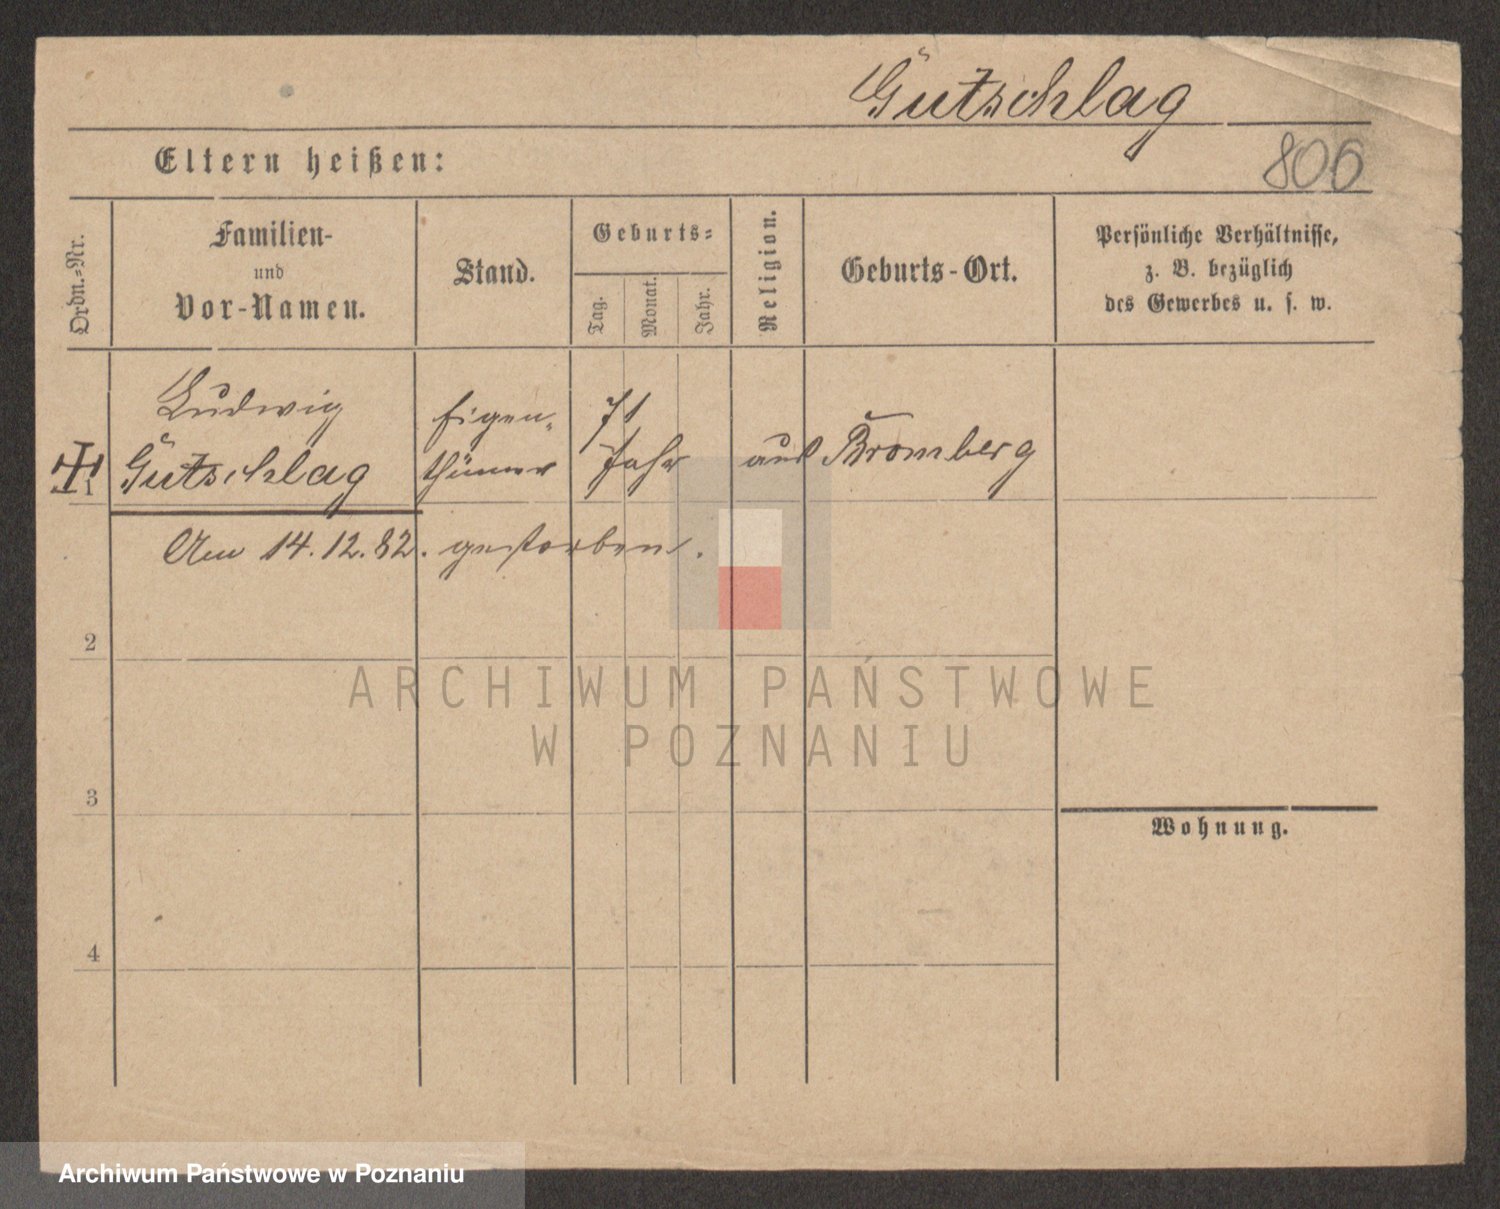 Gutschlag
806
Eltern heißen:
Ordn.-Nr.
Familien-
und
Vor-Namen.
Stand.
Geburts-
Tag.
Monat.
Jahr.
Religion.
Geburts-Ort.
Persönliche Verhältnisse,
z. B. bezüglich
des Gewerbes u. s. w.
1
Ludwig
Gutschlag
Eigen-
thümer
71
Jahr
aus Bromberg
Am 14.12.82. gestorben.
2
3
4
Wohnung.
ARCHIWUM PAŃSTWOWE
W POZNANIU
Archiwum Państwowe w Poznaniu